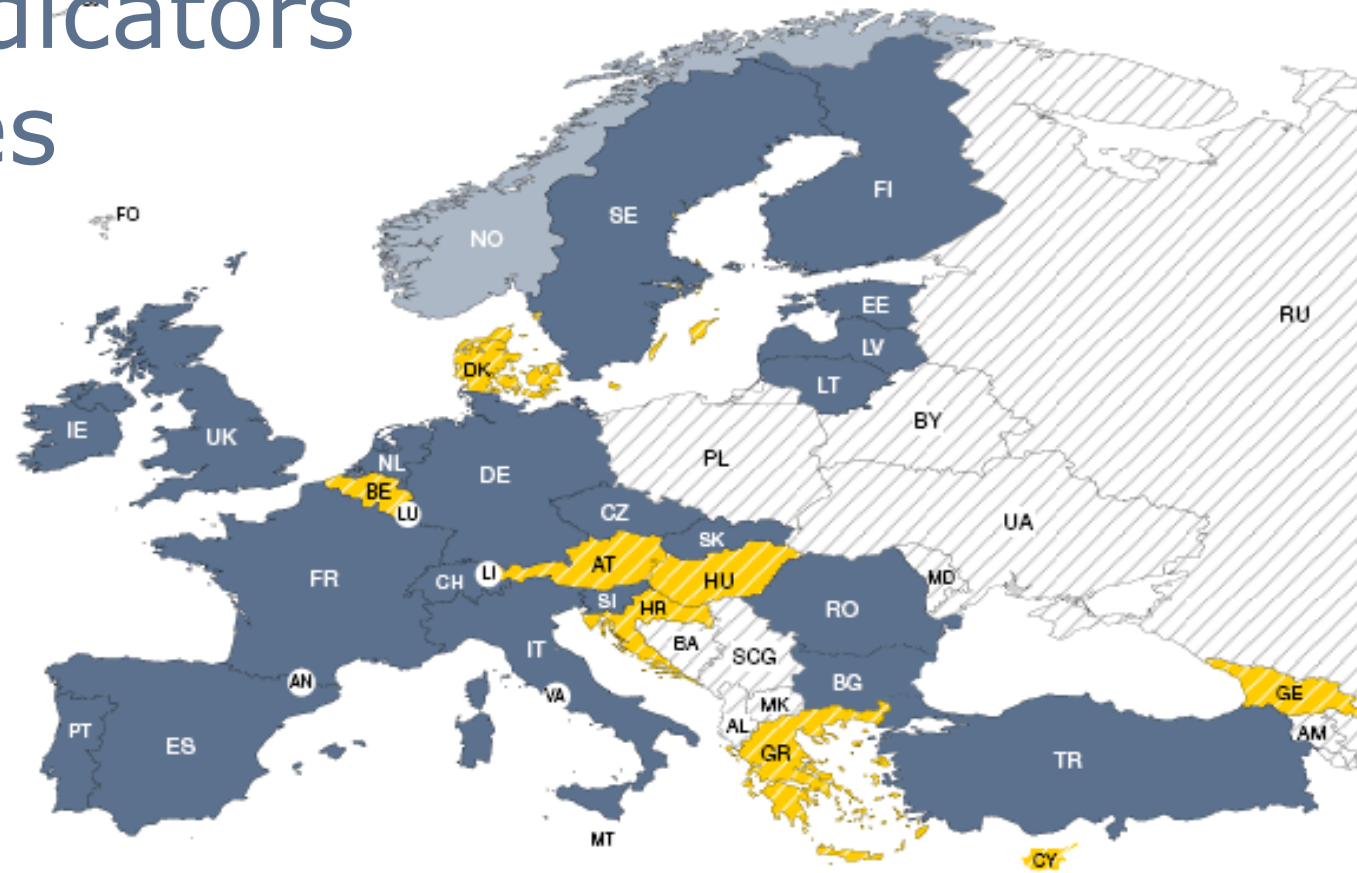 dicators
es
FO
NO
SE
FI
RU
EE
LV
LT
DK
BY
IE
UK
NL
DE
PL
BE
LU
CZ
UA
SK
FR
CH
LI
AT
HU
MD
SI
HR
RO
BA
SCG
IT
AN
VA
BG
GE
PT
ES
MK
AL
AM
GR
TR
MT
CY